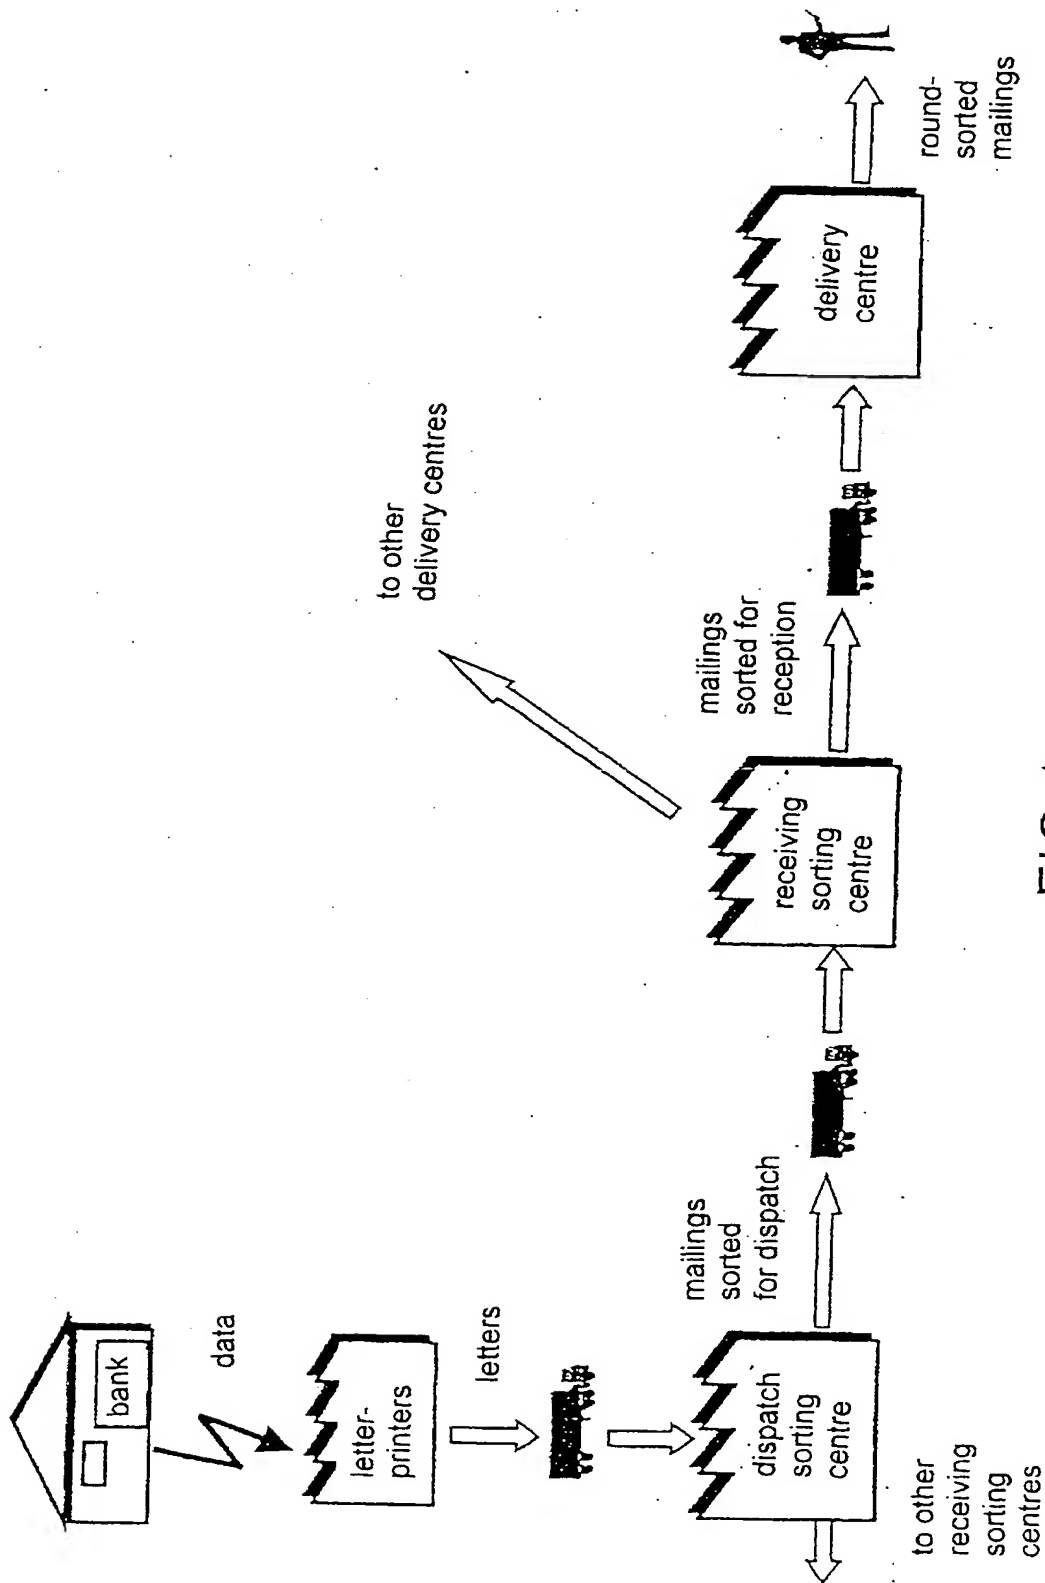 bank
data
letter-
printers
letters
dispatch
sorting
centre
to other
receiving
sorting
centres
mailings
sorted
for dispatch
receiving
sorting
centre
to other
delivery centres
mailings
sorted for
reception
delivery
centre
round-
sorted
mailings